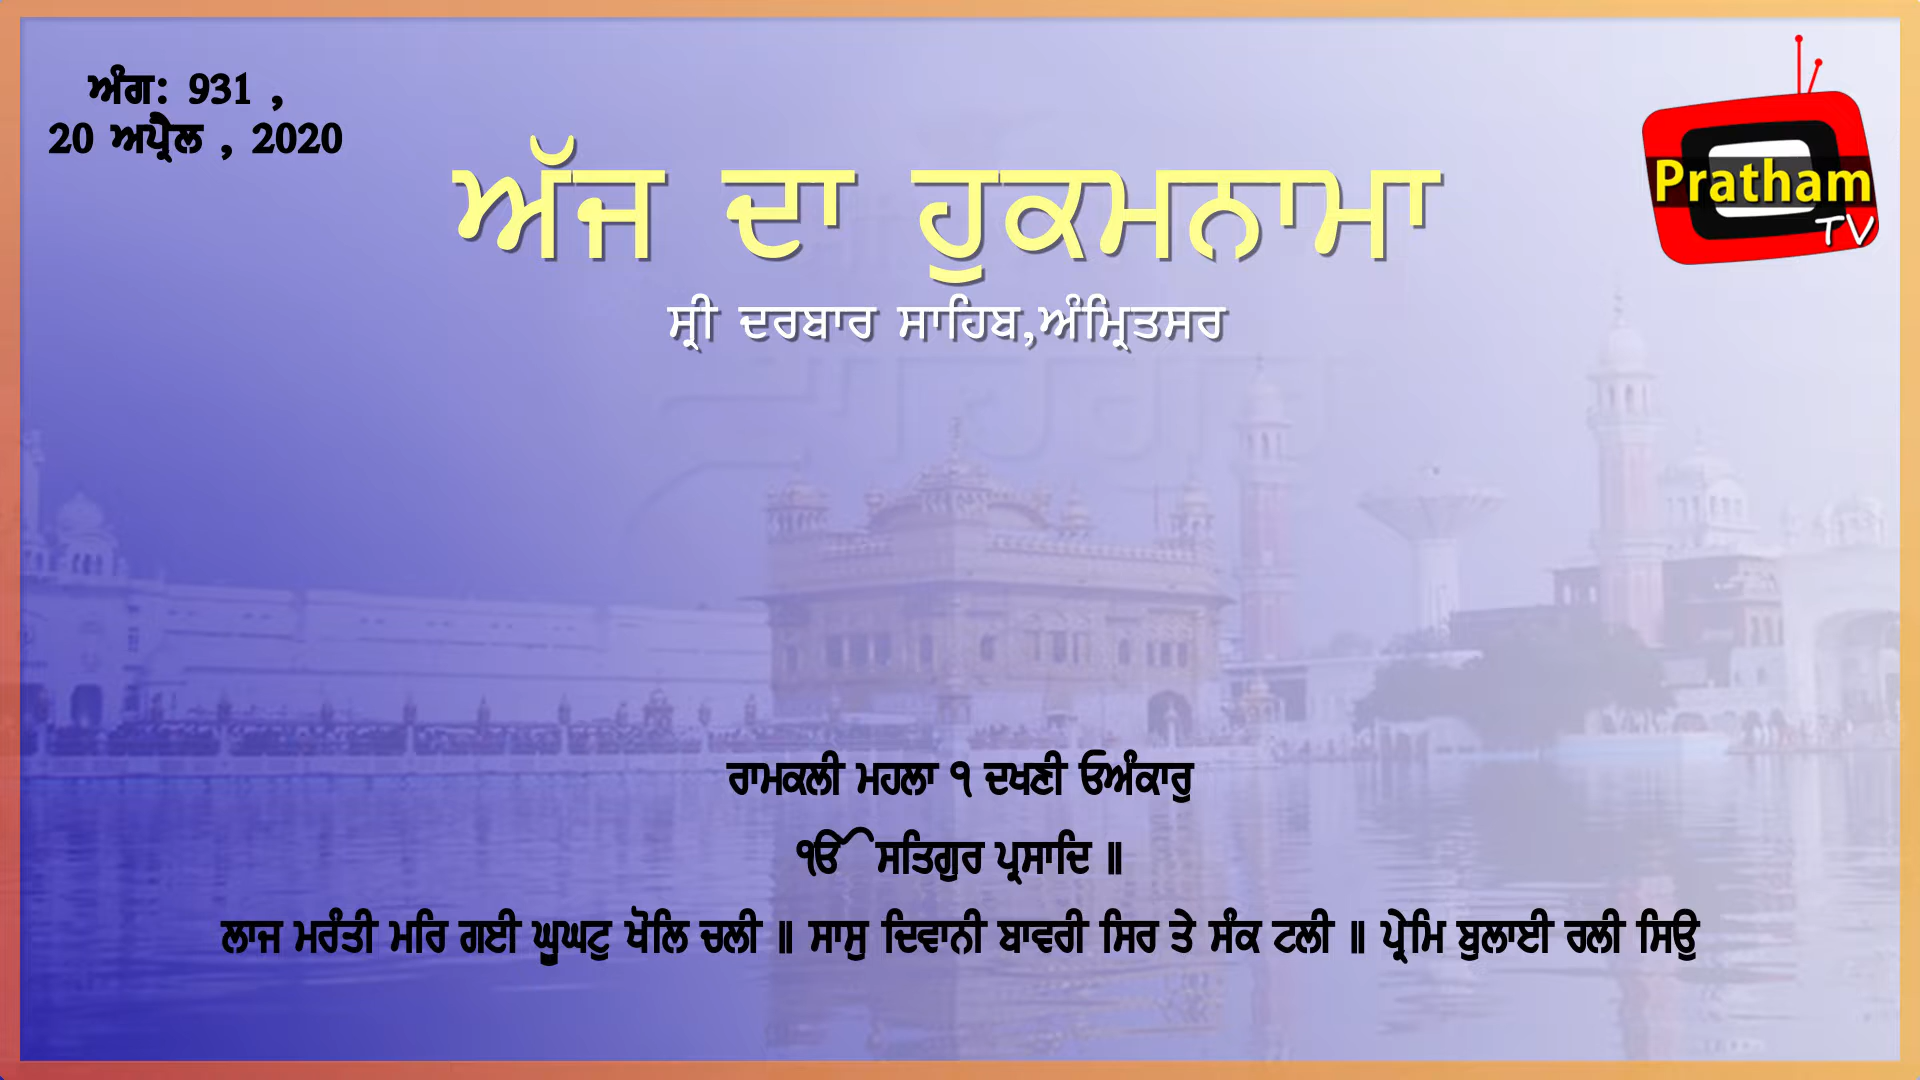 ਅੰਗ: 931 ,
20 ਅਪ੍ਰੈਲ , 2020
ਅੱਜ ਦਾ ਹੁਕਮਨਾਮਾ
ਸ੍ਰੀ ਦਰਬਾਰ ਸਾਹਿਬ,ਅੰਮ੍ਰਿਤਸਰ
Pratham
TV
ਰਾਮਕਲੀ ਮਹਲਾ ੧ ਦਖਣੀ ਓਅੰਕਾਰੁ
ੴ ਸਤਿਗੁਰ ਪ੍ਰਸਾਦਿ ॥
ਲਾਜ ਮਰੰਤੀ ਮਰਿ ਗਈ ਘੂਘਟੁ ਖੋਲਿ ਚਲੀ ॥ ਸਾਸੁ ਦਿਵਾਨੀ ਬਾਵਰੀ ਸਿਰ ਤੇ ਸੰਕ ਟਲੀ ॥ ਪ੍ਰੇਮਿ ਬੁਲਾਈ ਰਲੀ ਸਿਉ